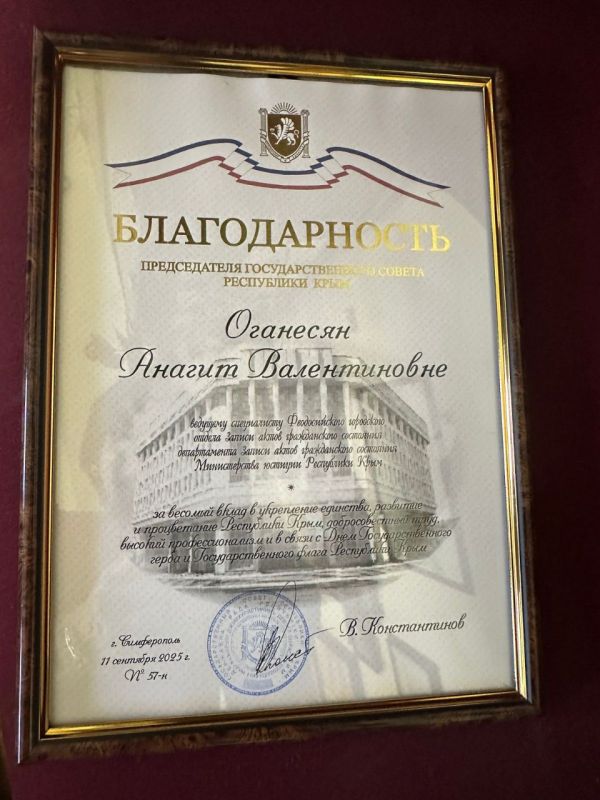 БЛАГОДАРНОСТЬ
ПРЕДСЕДАТЕЛЯ ГОСУДАРСТВЕННОГО СОВЕТА
РЕСПУБЛИКИ КРЫМ
Оганесян
Анагит Валентиновне
ведущему специалисту Феодосийского городского
отдела записи актов гражданского состояния
департамента записи актов гражданского состояния
Министерства юстиции Республики Крым
*
за весомый вклад в укрепление единства, развитие
и процветание Республики Крым, добросовестный труд,
высокий профессионализм и в связи с Днем Государственного
герба и Государственного флага Республики Крым
В. Константинов
г. Симферополь
11 сентября 2025 г.
№ 57-н